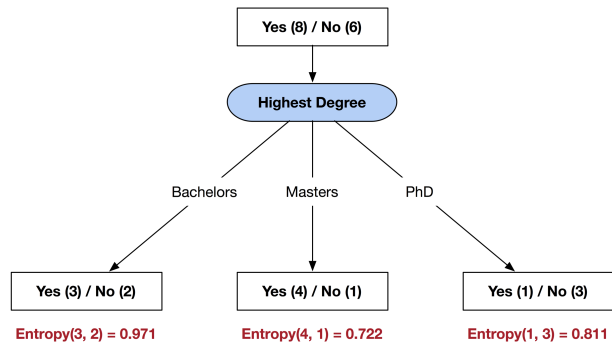 Yes (8) / No (6)
Highest Degree
Bachelors
Masters
PhD
Yes (3) / No (2)
Yes (4) / No (1)
Yes (1) / No (3)
Entropy(3, 2) = 0.971
Entropy(4, 1) = 0.722
Entropy(1, 3) = 0.811